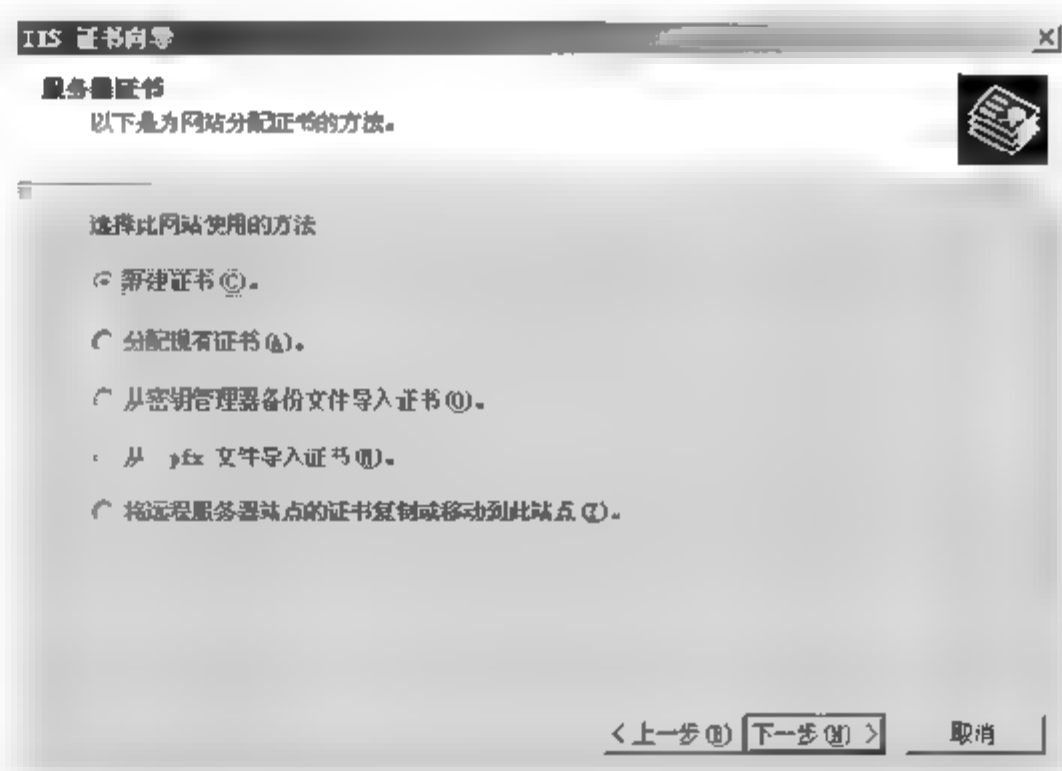 IIS 证书向导
服务器证书
以下是为网站分配证书的方法。
选择此网站使用的方法
新建证书(C)。
分配现有证书(A)。
从密钥管理器备份文件导入证书(O)。
从 pfx 文件导入证书
将远程服务器站点的证书复制或移动到此站点
<上一步(B) 下一步(N)> 取消